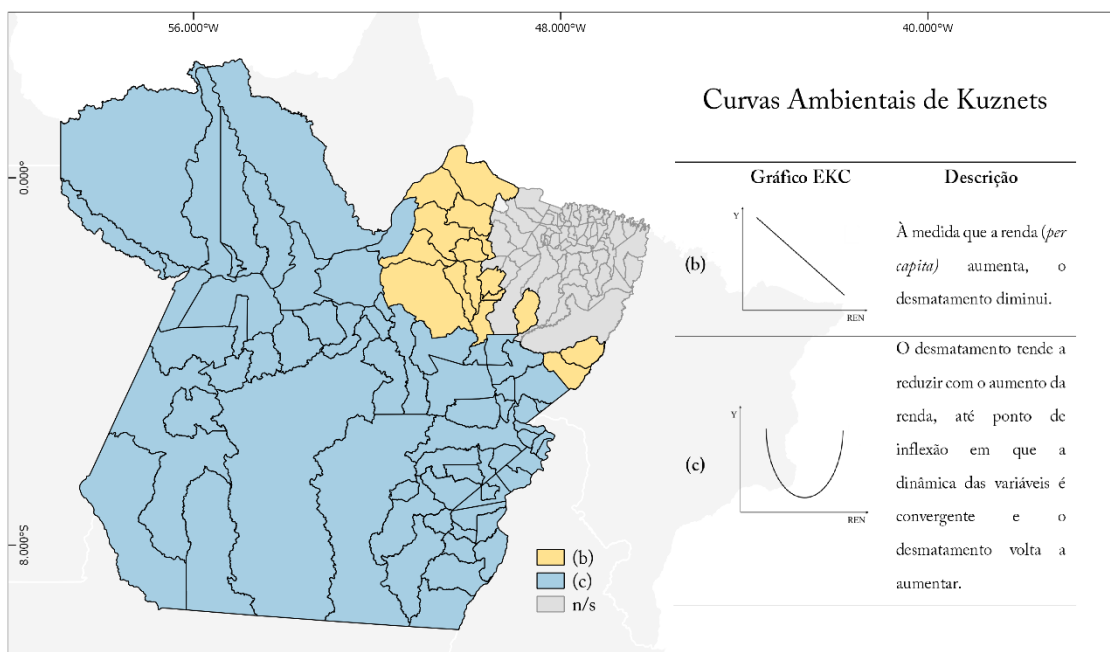 56.000°W
48.000°W
40.000°W
0.000°
8.000°S
(b)
(c)
n/s
Curvas Ambientais de Kuznets
Gráfico EKC
Descrição
(b)
Y
REN
À medida que a renda (per
capita) aumenta, o
desmatamento diminui.
(c)
Y
REN
O desmatamento tende a
reduzir com o aumento da
renda, até ponto de
inflexão em que a
dinâmica das variáveis é
convergente e o
desmatamento volta a
aumentar.